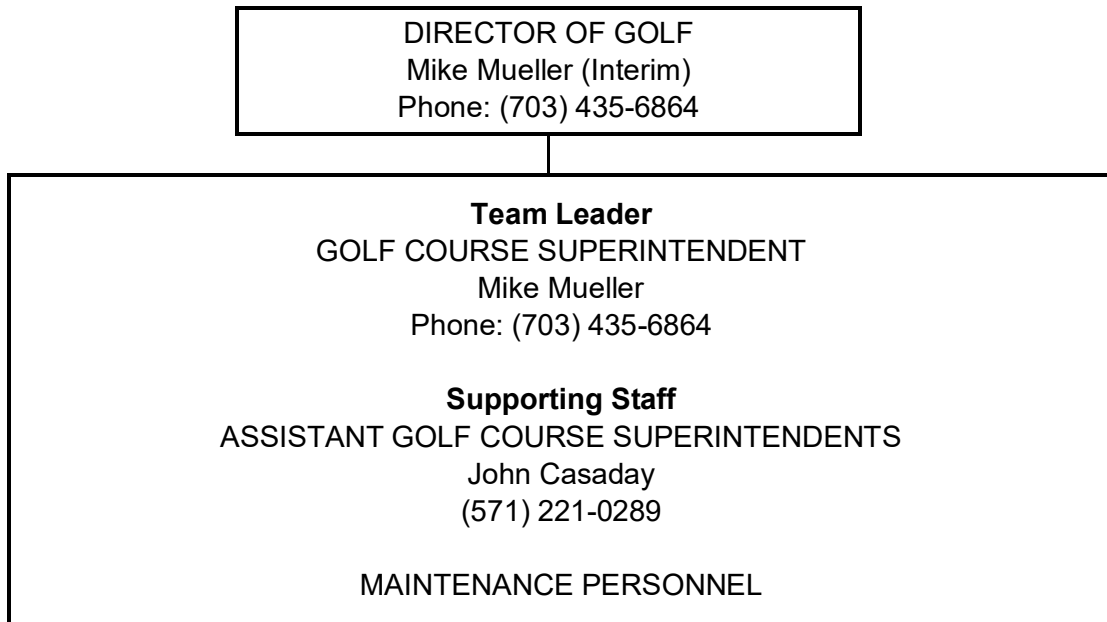 DIRECTOR OF GOLF
Mike Mueller (Interim)
Phone: (703) 435-6864
Team Leader
GOLF COURSE SUPERINTENDENT
Mike Mueller
Phone: (703) 435-6864
Supporting Staff
ASSISTANT GOLF COURSE SUPERINTENDENTS
John Casaday
(571) 221-0289
MAINTENANCE PERSONNEL